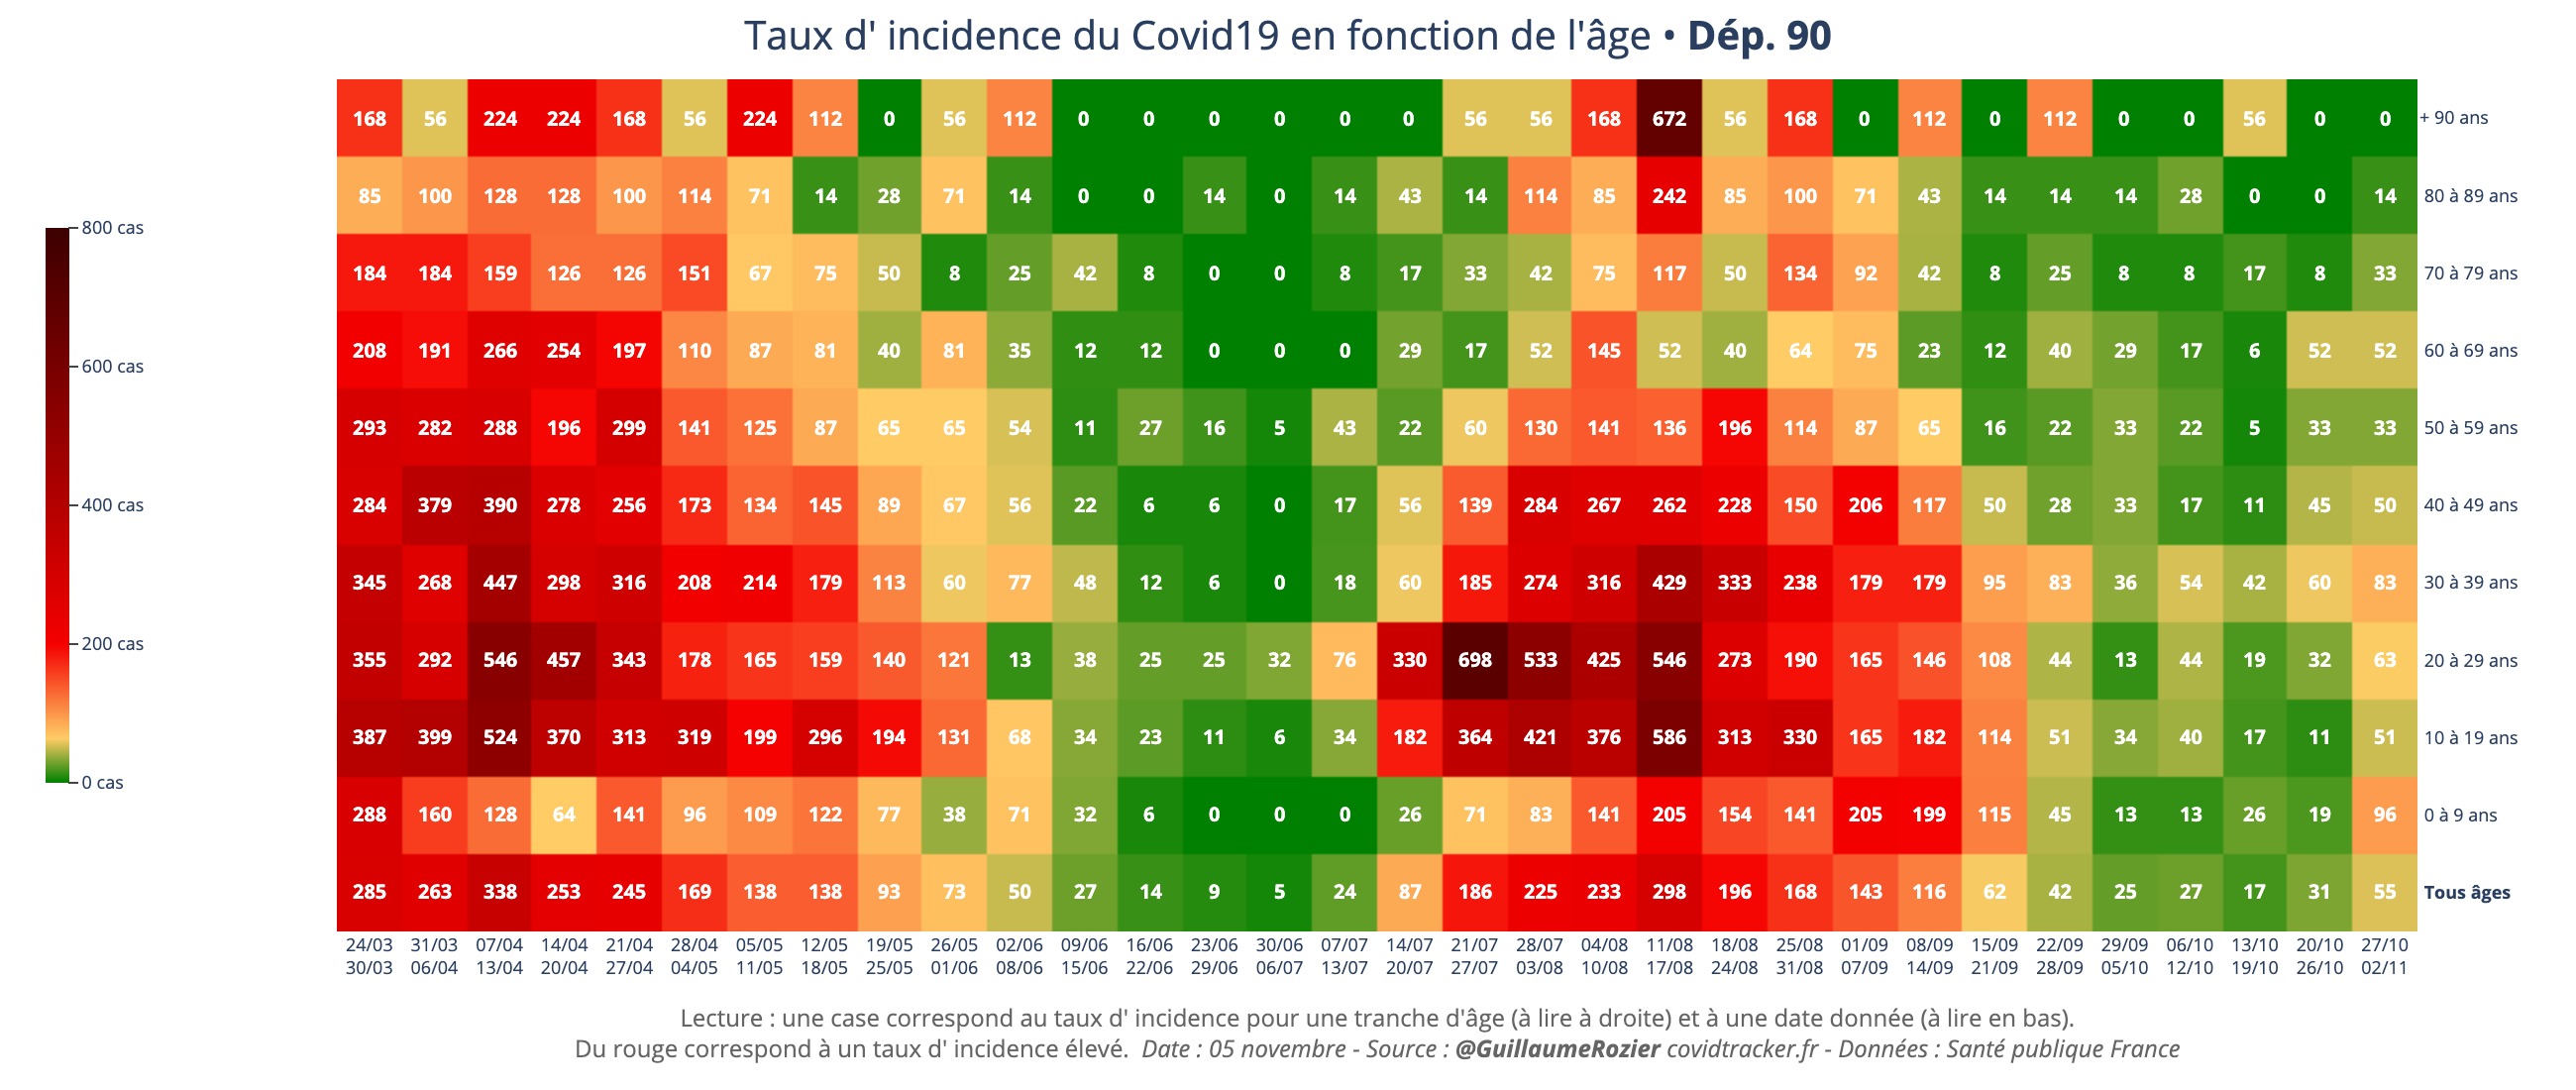 Taux d' incidence du Covid19 en fonction de l'âge • Dép. 90
168 56 224 224 168 56 224 112 0 56 112 0 0 0 0 0 0 56 56 168 672 56 168 0 112 0 112 0 0 56 0 0 + 90 ans
85 100 128 128 100 114 71 14 28 71 14 0 0 14 0 14 43 14 114 85 242 85 100 71 43 14 14 14 28 0 0 14 80 à 89 ans
800 cas
184 184 159 126 126 151 67 75 50 8 25 42 8 0 0 8 17 33 42 75 117 50 134 92 42 8 25 8 8 17 8 33 70 à 79 ans
208 191 266 254 197 110 87 81 40 81 35 12 12 0 0 0 29 17 52 145 52 40 64 75 23 12 40 29 17 6 52 52 60 à 69 ans
600 cas
293 282 288 196 299 141 125 87 65 65 54 11 27 16 5 43 22 60 130 141 136 196 114 87 65 16 22 33 22 5 33 33 50 à 59 ans
400 cas
284 379 390 278 256 173 134 145 89 67 56 22 6 6 0 17 56 139 284 267 262 228 150 206 117 50 28 33 17 11 45 50 40 à 49 ans
345 268 447 298 316 208 214 179 113 60 77 48 12 6 0 18 60 185 274 316 429 333 238 179 179 95 83 36 54 42 60 83 30 à 39 ans
200 cas
355 292 546 457 343 178 165 159 140 121 13 38 25 25 32 76 330 698 533 425 546 273 190 165 146 108 44 13 44 19 32 63 20 à 29 ans
387 399 524 370 313 319 199 296 194 131 68 34 23 11 6 34 182 364 421 376 586 313 330 165 182 114 51 34 40 17 11 51 10 à 19 ans
0 cas
288 160 128 64 141 96 109 122 77 38 71 32 6 0 0 0 26 71 83 141 205 154 141 205 199 115 45 13 13 26 19 96 0 à 9 ans
285 263 338 253 245 169 138 138 93 73 50 27 14 9 5 24 87 186 225 233 298 196 168 143 116 62 42 25 27 17 31 55 Tous âges
24/03 31/03 07/04 14/04 21/04 28/04 05/05 12/05 19/05 26/05 02/06 09/06 16/06 23/06 30/06 07/07 14/07 21/07 28/07 04/08 11/08 18/08 25/08 01/09 08/09 15/09 22/09 29/09 06/10 13/10 20/10 27/10
30/03 06/04 13/04 20/04 27/04 04/05 11/05 18/05 25/05 01/06 08/06 15/06 22/06 29/06 06/07 13/07 20/07 27/07 03/08 10/08 17/08 24/08 31/08 07/09 14/09 21/09 28/09 05/10 12/10 19/10 26/10 02/11
Lecture : une case correspond au taux d' incidence pour une tranche d'âge (à lire à droite) et à une date donnée (à lire en bas).
Du rouge correspond à un taux d' incidence élevé. Date : 05 novembre - Source : @GuillaumeRozier covidtracker.fr - Données : Santé publique France